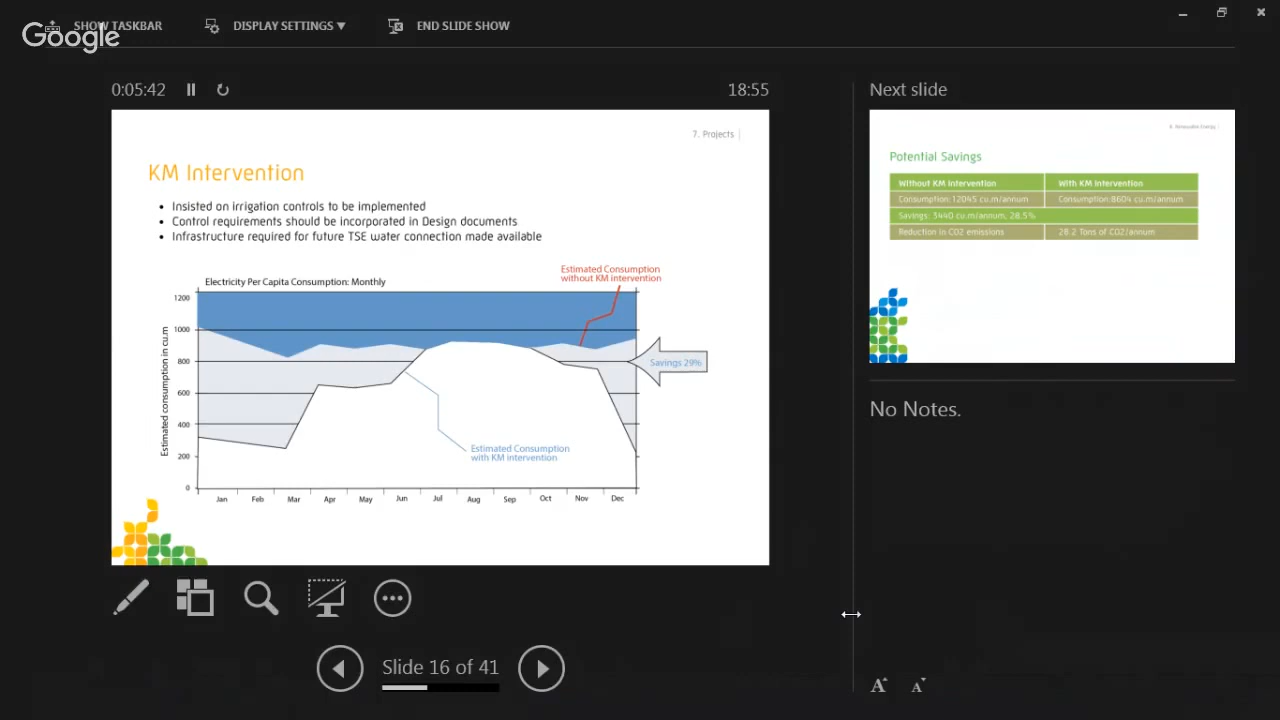 SHOW TASKBAR
DISPLAY SETTINGS ▼
END SLIDE SHOW
Google
0:05:42
18:55
Next slide
7. Projects
KM Intervention
• Insisted on irrigation controls to be implemented
• Control requirements should be incorporated in Design documents
• Infrastructure required for future TSE water connection made available
Electricity Per Capita Consumption: Monthly
Estimated Consumption
without KM intervention
Estimated consumption in cu.m
1200
1000
800
600
400
200
0
Savings 29%
Estimated Consumption
with KM intervention
Jan Feb Mar Apr May Jun Jul Aug Sep Oct Nov Dec
8. Renewable Energy
Potential Savings
Without KM Intervention
With KM Intervention
Consumption: 12045 cu.m/annum
Consumption:8604 cu.m/annum
Savings: 3440 cu.m/annum, 28.5%
Reduction in CO2 emissions
28.2 Tons of CO2/annum
No Notes.
Slide 16 of 41
A A